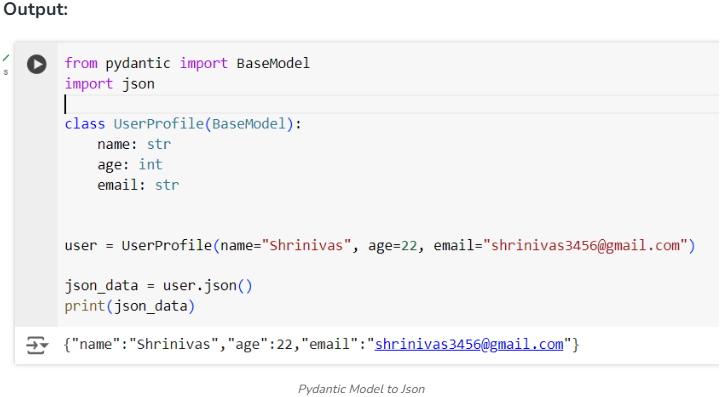 Output:
from pydantic import BaseModel
import json
class UserProfile(BaseModel):
    name: str
    age: int
    email: str
user = UserProfile(name="Shrinivas", age=22, email="shrinivas3456@gmail.com")
json_data = user.json()
print(json_data)
{"name":"Shrinivas","age":22,"email":"shrinivas3456@gmail.com"}
Pydantic Model to Json